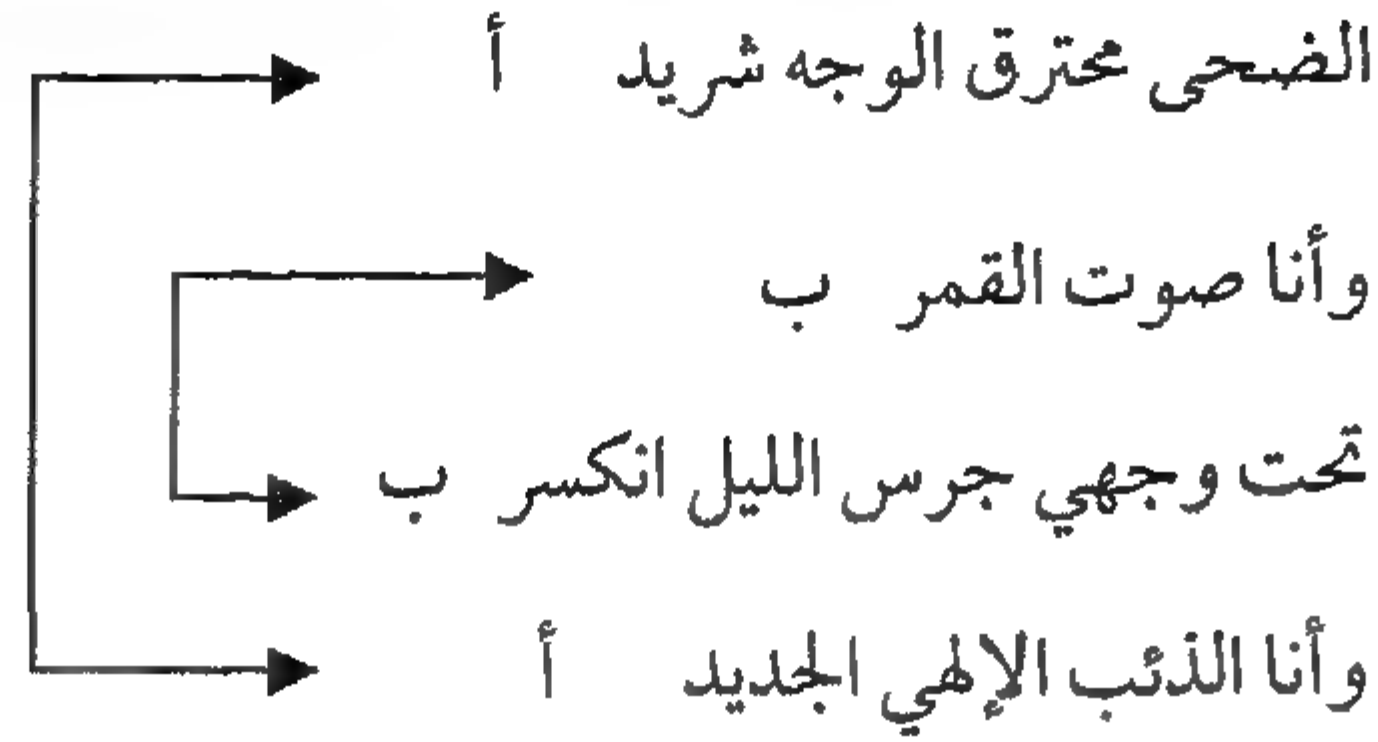 الضحى محترق الوجه شريد أ
وأنا صوت القمر ب
تحت وجهي جرس الليل انكسر ب
وأنا الذئب الإلهي الجديد أ